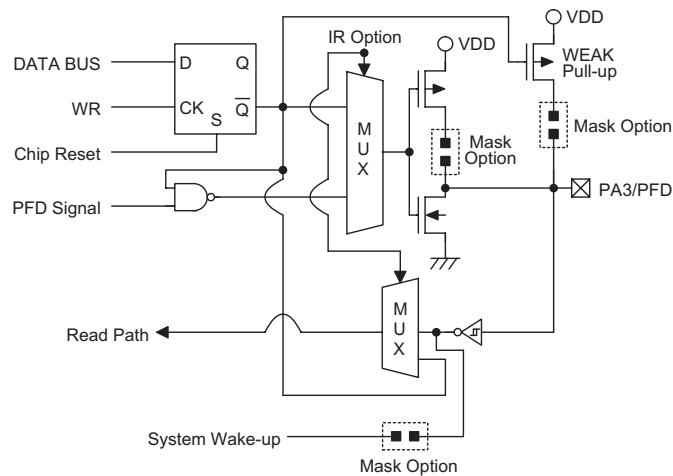 VDD
VDD
IR Option
WEAK
Pull-up
DATA BUS
D
Q
WR
CK
Q
S
Mask Option
Mask
Option
M
U
X
Chip Reset
PA3/PFD
PFD Signal
M
U
X
Read Path
System Wake-up
Mask Option